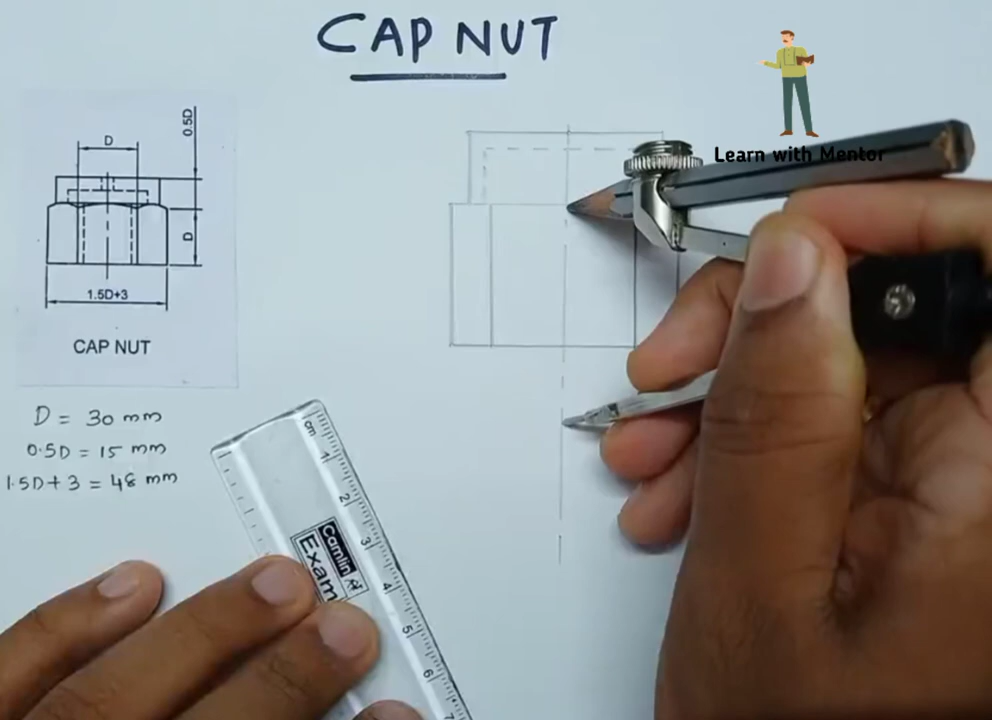 CAP NUT
Learn with Mentor
D
0.5D
D
1.5D+3
CAP NUT
D = 30 mm
0.5D = 15 mm
1.5D+3 = 48 mm
cm
1
2
3
4
5
6
7
Camlin
Exam